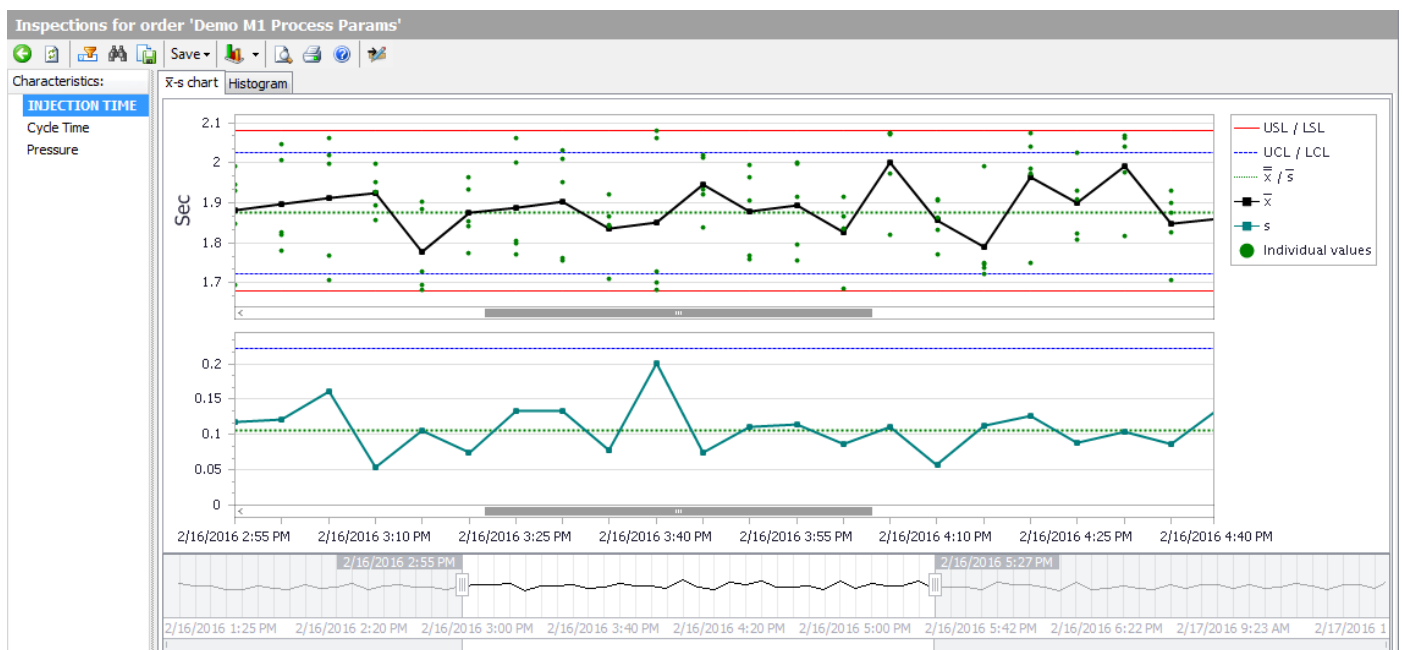 Inspections for order 'Demo M1 Process Params'
Save
Characteristics:
INJECTION TIME
Cycle Time
Pressure
x̅-s chart Histogram
2.1
2
1.9
1.8
1.7
Sec
USL / LSL
UCL / LCL
x̿ / s̅
x̅
s
Individual values
0.2
0.15
0.1
0.05
0
2/16/2016 2:55 PM 2/16/2016 3:10 PM 2/16/2016 3:25 PM 2/16/2016 3:40 PM 2/16/2016 3:55 PM 2/16/2016 4:10 PM 2/16/2016 4:25 PM 2/16/2016 4:40 PM
2/16/2016 2:55 PM 2/16/2016 5:27 PM
2/16/2016 1:25 PM 2/16/2016 2:20 PM 2/16/2016 3:00 PM 2/16/2016 3:40 PM 2/16/2016 4:20 PM 2/16/2016 5:00 PM 2/16/2016 5:42 PM 2/16/2016 6:22 PM 2/17/2016 9:23 AM 2/17/2016 1